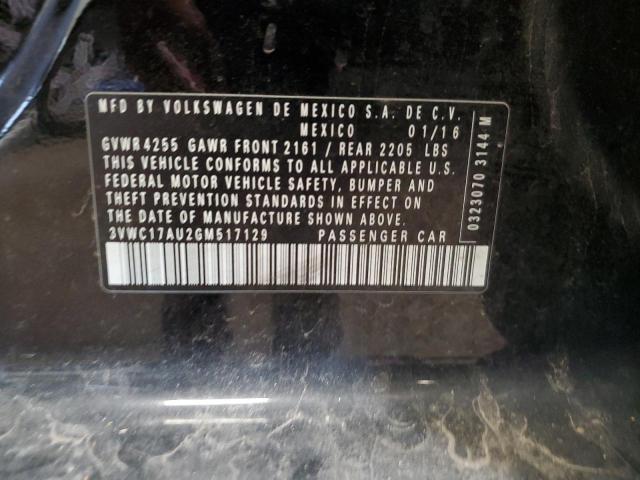 MFD BY VOLKSWAGEN DE MEXICO S.A. DE C.V.
MEXICO 01/16
GVWR 4255 GAWR FRONT 2161 / REAR 2205 LBS
THIS VEHICLE CONFORMS TO ALL APPLICABLE U.S.
FEDERAL MOTOR VEHICLE SAFETY, BUMPER AND
THEFT PREVENTION STANDARDS IN EFFECT ON
THE DATE OF MANUFACTURE SHOWN ABOVE.
3VWC17AU2GM517129 PASSENGER CAR
0323070 3144 M